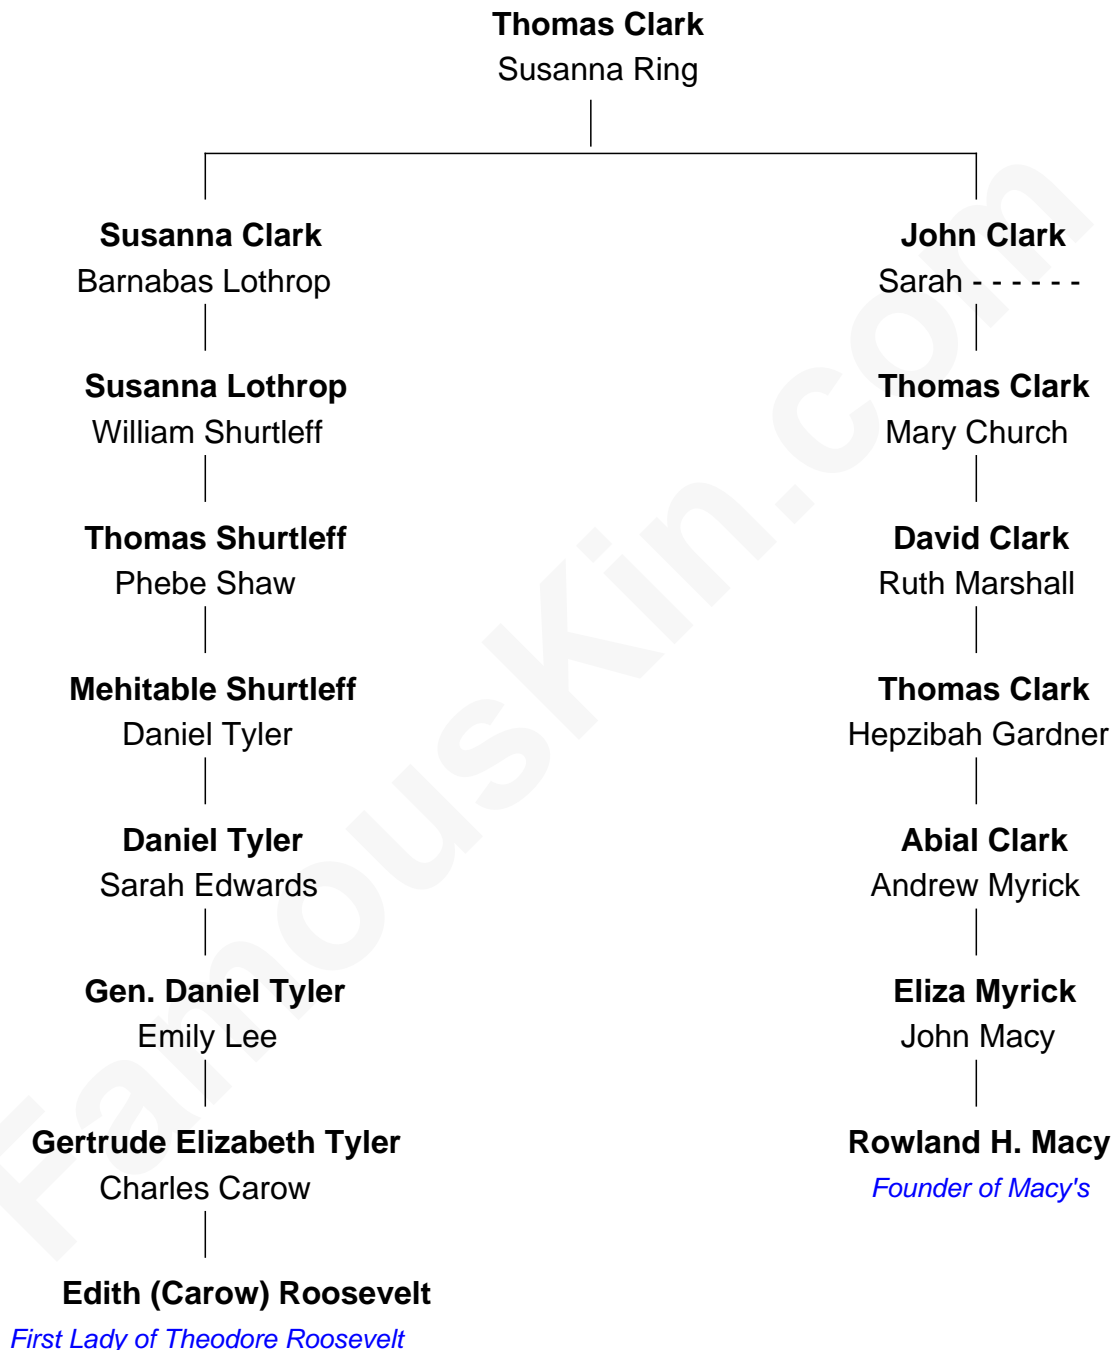 Thomas Clark
Susanna Ring
Susanna Clark
Barnabas Lothrop
John Clark
Sarah - - - - - -
Susanna Lothrop
William Shurtleff
Thomas Clark
Mary Church
Thomas Shurtleff
Phebe Shaw
David Clark
Ruth Marshall
Mehitable Shurtleff
Daniel Tyler
Thomas Clark
Hepzibah Gardner
Daniel Tyler
Sarah Edwards
Abial Clark
Andrew Myrick
Gen. Daniel Tyler
Emily Lee
Eliza Myrick
John Macy
Gertrude Elizabeth Tyler
Charles Carow
Rowland H. Macy
Founder of Macy's
Edith (Carow) Roosevelt
First Lady of Theodore Roosevelt
FamousKin.com